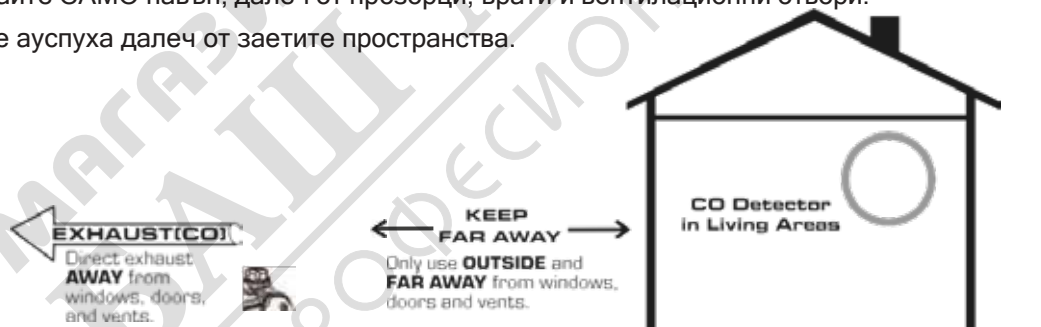 САМО навън, далеч от прозорци, врати и вентилационни отвори.
ауспуха далеч от заетите пространства.
EXHAUST(CO)
Direct exhaust
AWAY from
windows, doors,
and vents.
KEEP
FAR AWAY
Only use OUTSIDE and
FAR AWAY from windows,
doors and vents.
CO Detector
in Living Areas